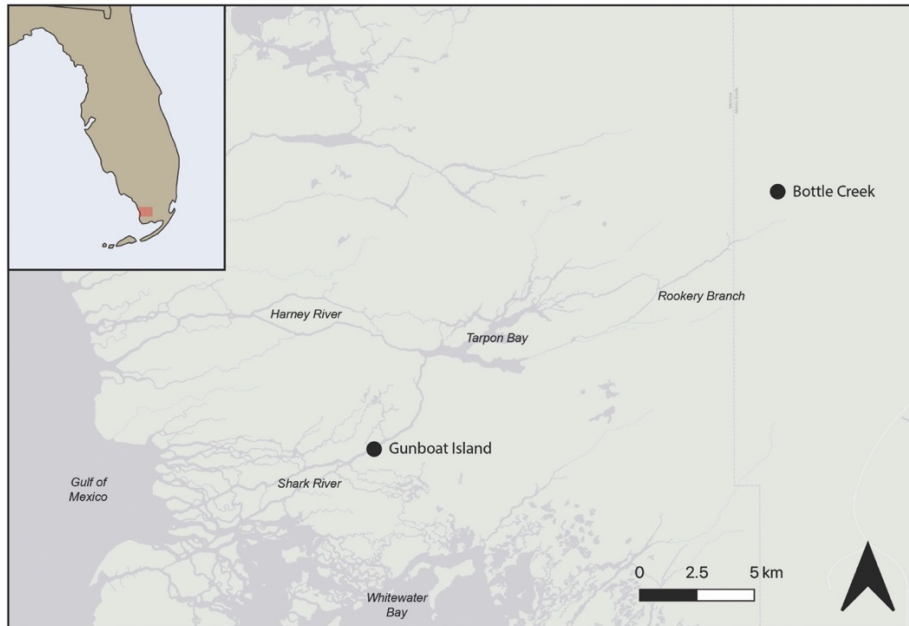 Bottle Creek
Rookery Branch
Harney River
Tarpon Bay
Gunboat Island
Gulf of
Mexico
Shark River
0 2.5 5 km
Whitewater
Bay